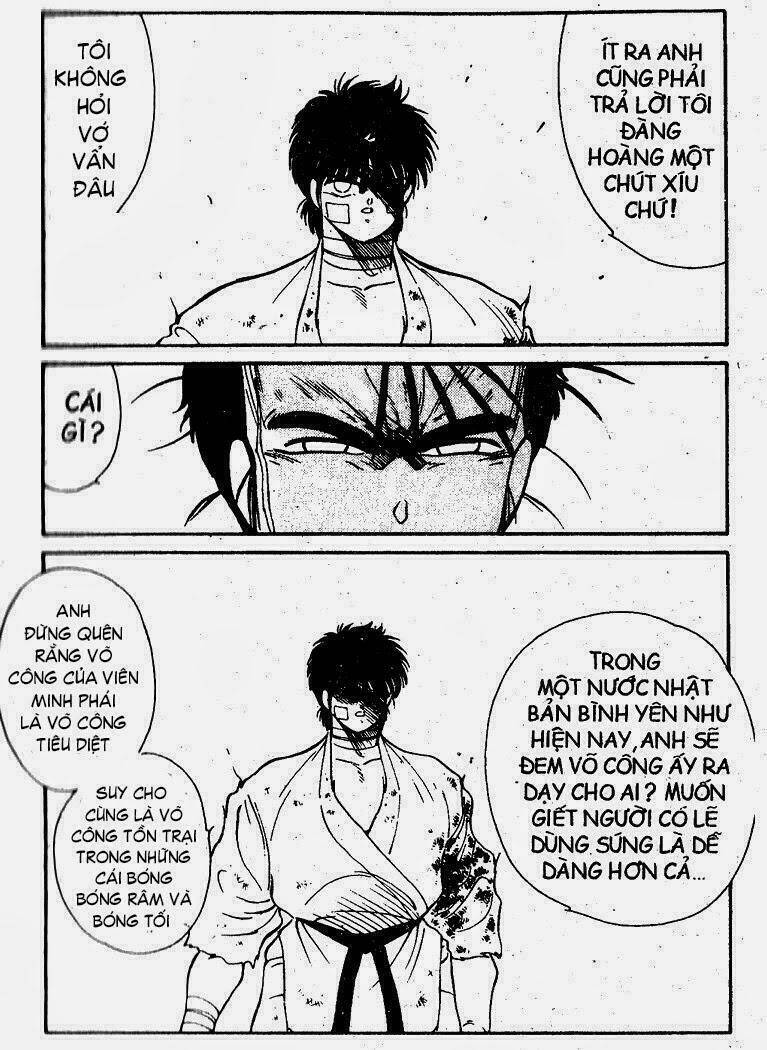 ÍT RA ANH
CŨNG PHẢI
TRẢ LỜI TÔI
ĐÀNG
HOÀNG MỘT
CHÚT XÍU
CHỨ!
TÔI
KHÔNG
HỎI
VỚ
VẨN
ĐÂU
CÁI
GÌ?
TRONG
MỘT NƯỚC NHẬT
BẢN BÌNH YÊN NHƯ
HIỆN NAY, ANH SẼ
ĐEM VÕ CÔNG ẤY RA
DẠY CHO AI? MUỐN
GIẾT NGƯỜI CÓ LẼ
DÙNG SÚNG LÀ DỄ
DÀNG HƠN CẢ...
ANH
ĐỪNG QUÊN
RẰNG VÕ
CÔNG CỦA VIÊN
MINH PHÁI
LÀ VÕ CÔNG
TIÊU DIỆT
SUY CHO
CÙNG LÀ VÕ
CÔNG TỒN TRẠI
TRONG NHỮNG
CÁI BÓNG
BÓNG RÂM VÀ
BÓNG TỐI